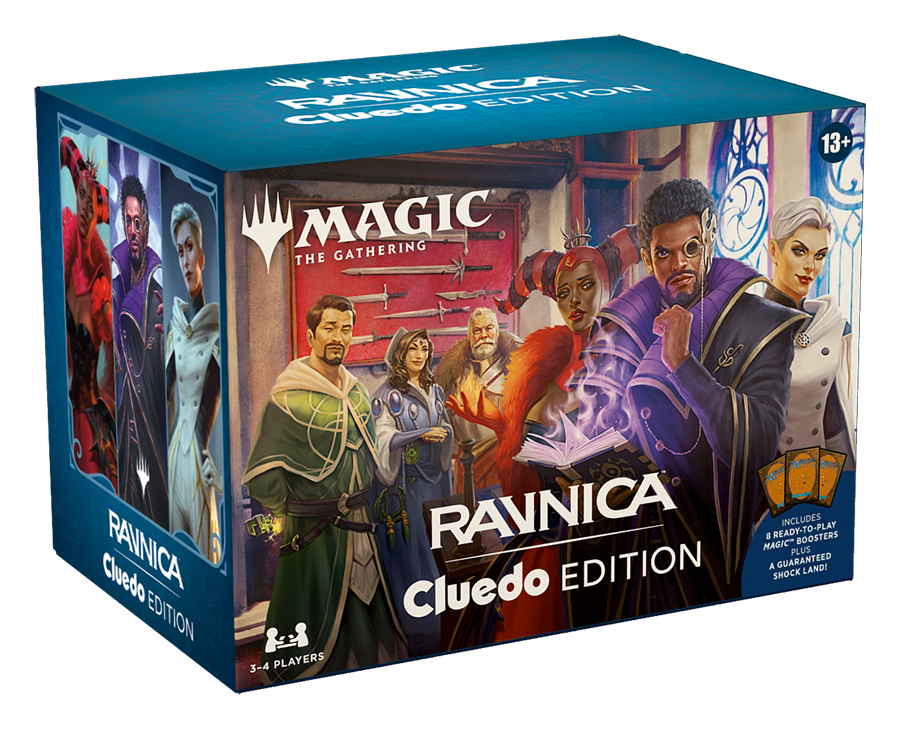 MAGIC
THE GATHERING
RAVNICA
Cluedo EDITION
13+
MAGIC
THE GATHERING
RAVNICA
Cluedo EDITION
INCLUDES
8 READY-TO-PLAY
MAGIC™ BOOSTERS
PLUS
A GUARANTEED
SHOCK LAND!
3-4 PLAYERS
RAVNICA
Cluedo EDITION